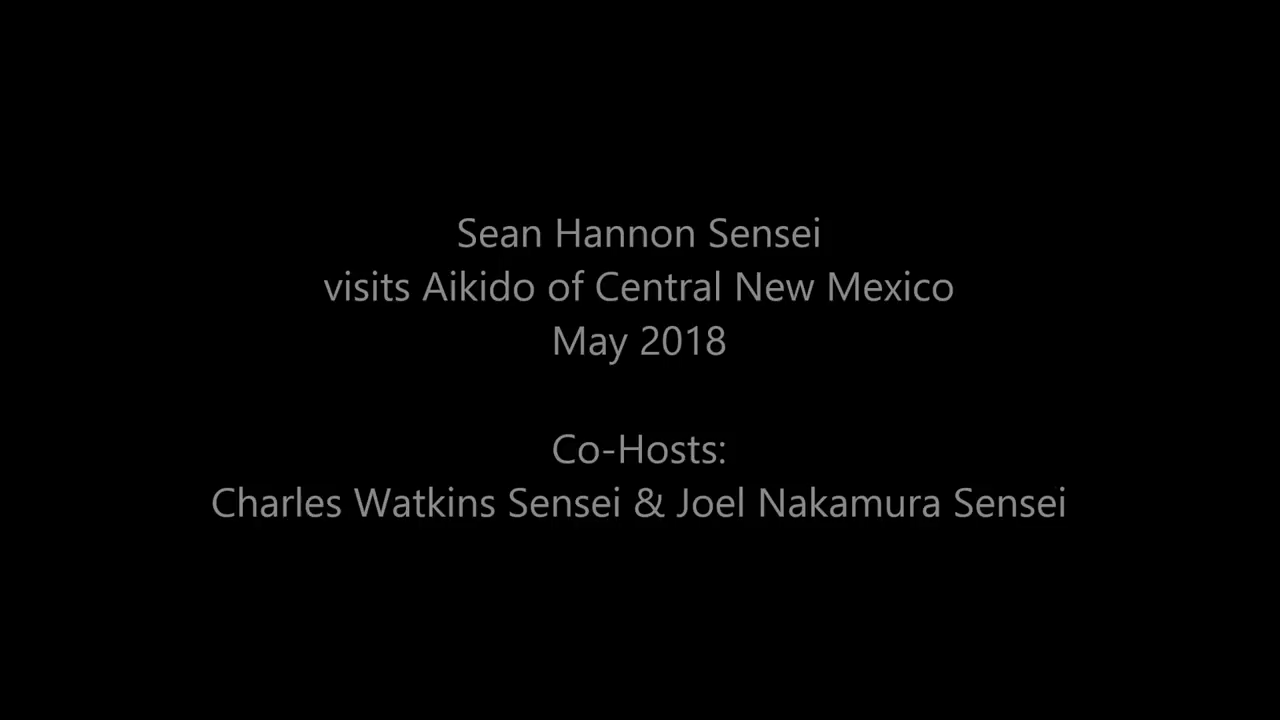 Sean Hannon Sensei
visits Aikido of Central New Mexico
May 2018
Co-Hosts:
Charles Watkins Sensei & Joel Nakamura Sensei